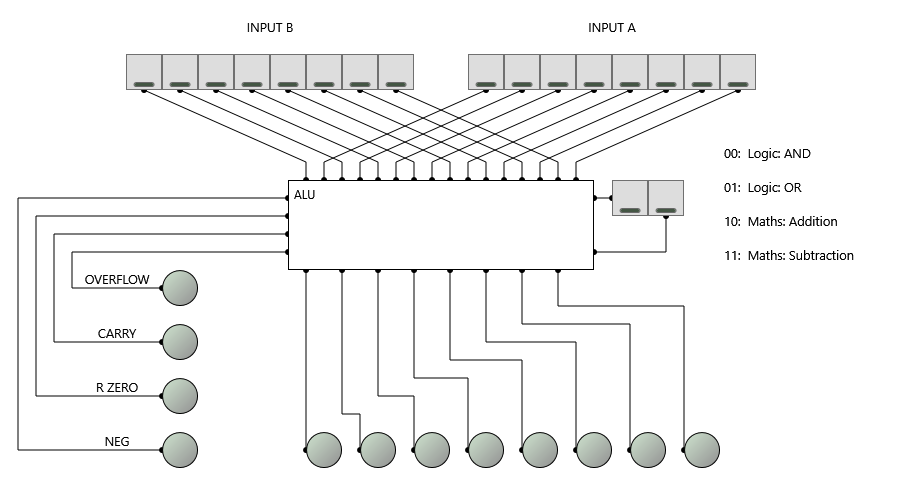 INPUT B
INPUT A
00: Logic: AND
ALU
01: Logic: OR
10: Maths: Addition
11: Maths: Subtraction
OVERFLOW
CARRY
R ZERO
NEG